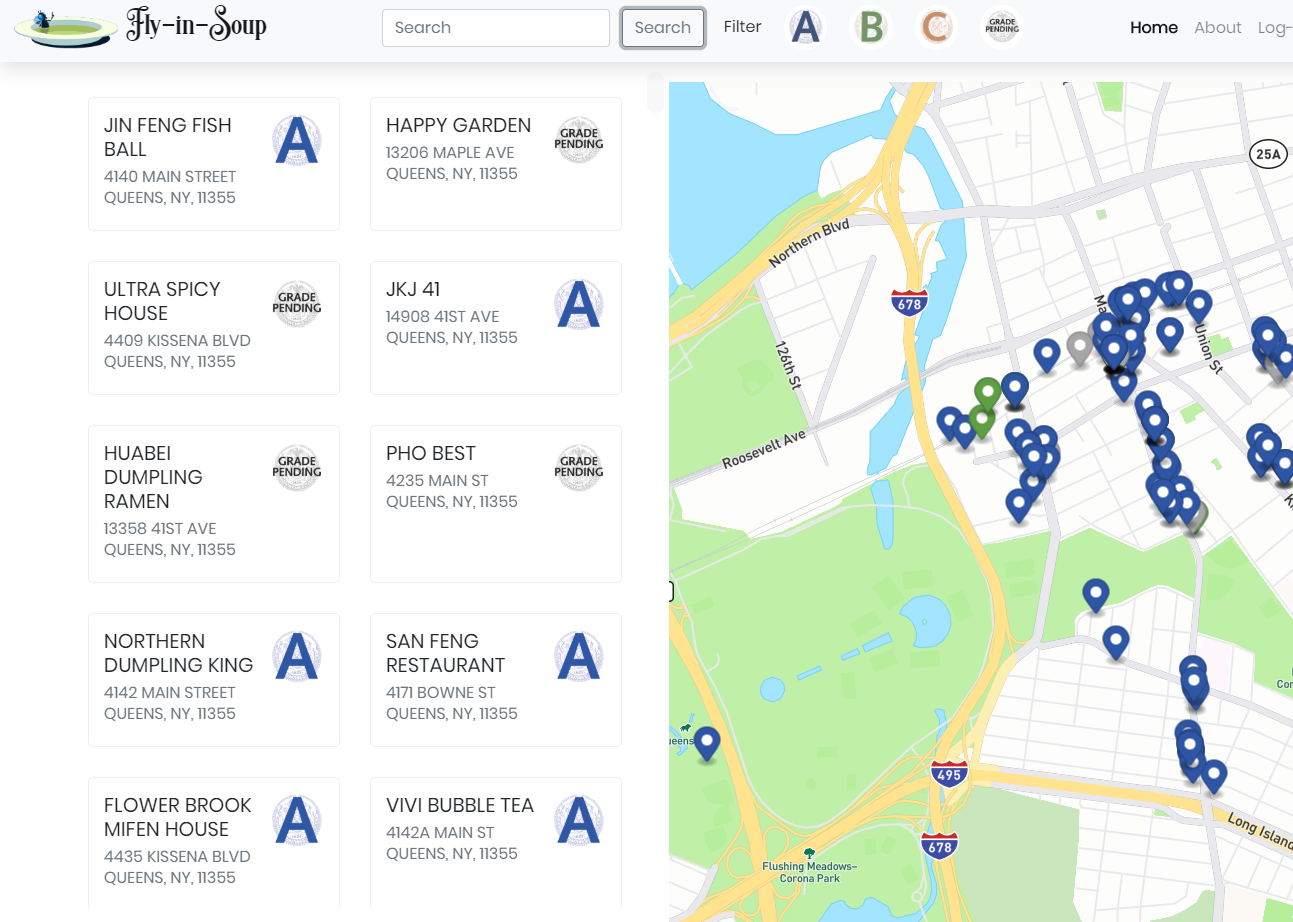 Fly-in-Soup
Search
Search
Filter
A
B
C
GRADE PENDING
Home
About
Log-
JIN FENG FISH
BALL
4140 MAIN STREET
QUEENS, NY, 11355
A
HAPPY GARDEN
13206 MAPLE AVE
QUEENS, NY, 11355
GRADE
PENDING
ULTRA SPICY
HOUSE
4409 KISSENA BLVD
QUEENS, NY, 11355
GRADE
PENDING
JKJ 41
14908 41ST AVE
QUEENS, NY, 11355
A
HUABEI
DUMPLING
RAMEN
13358 41ST AVE
QUEENS, NY, 11355
GRADE
PENDING
PHO BEST
4235 MAIN ST
QUEENS, NY, 11355
GRADE
PENDING
NORTHERN
DUMPLING KING
4142 MAIN STREET
QUEENS, NY, 11355
A
SAN FENG
RESTAURANT
4171 BOWNE ST
QUEENS, NY, 11355
A
FLOWER BROOK
MIFEN HOUSE
4435 KISSENA BLVD
QUEENS, NY, 11355
A
VIVI BUBBLE TEA
4142A MAIN ST
QUEENS, NY, 11355
A
25A
Northern Blvd
678
Ma
Union St
126th St
Roosevelt Ave
ueens
495
678
Long Island
Flushing Meadows–
Corona Park
Cor